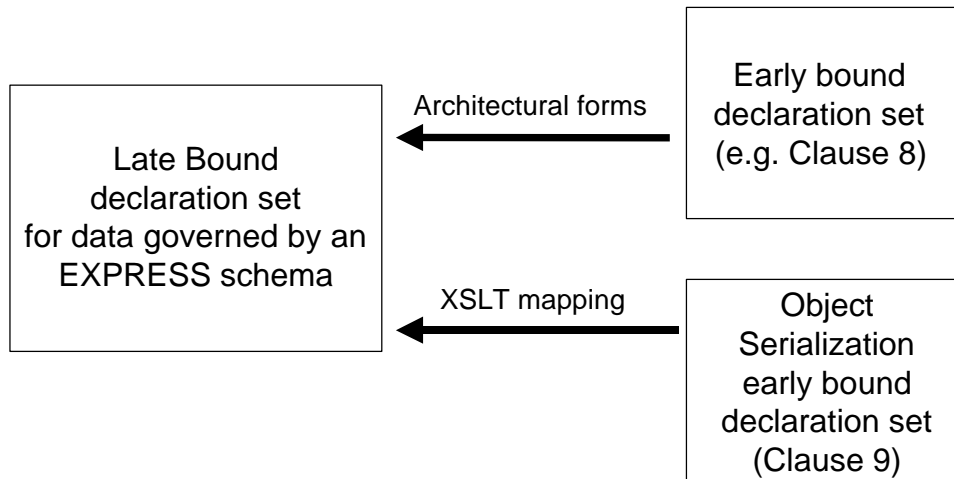 Late Bound
declaration set
for data governed by an
EXPRESS schema
Architectural forms
Early bound
declaration set
(e.g. Clause 8)
XSLT mapping
Object
Serialization
early bound
declaration set
(Clause 9)